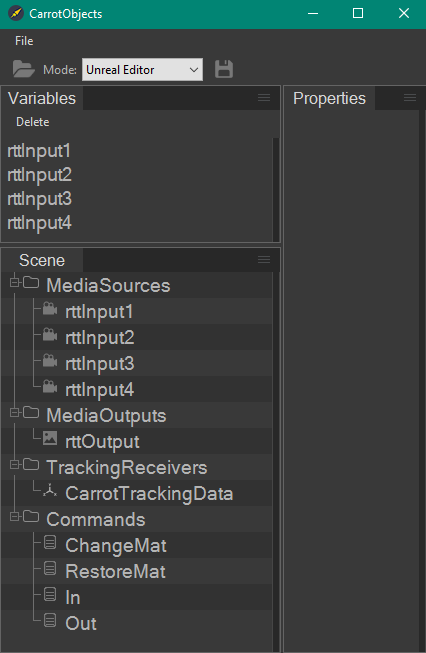 CarrotObjects
File
Mode: Unreal Editor
Variables
Delete
rttInput1
rttInput2
rttInput3
rttInput4
Scene
MediaSources
rttInput1
rttInput2
rttInput3
rttInput4
MediaOutputs
rttOutput
TrackingReceivers
CarrotTrackingData
Commands
ChangeMat
RestoreMat
In
Out
Properties